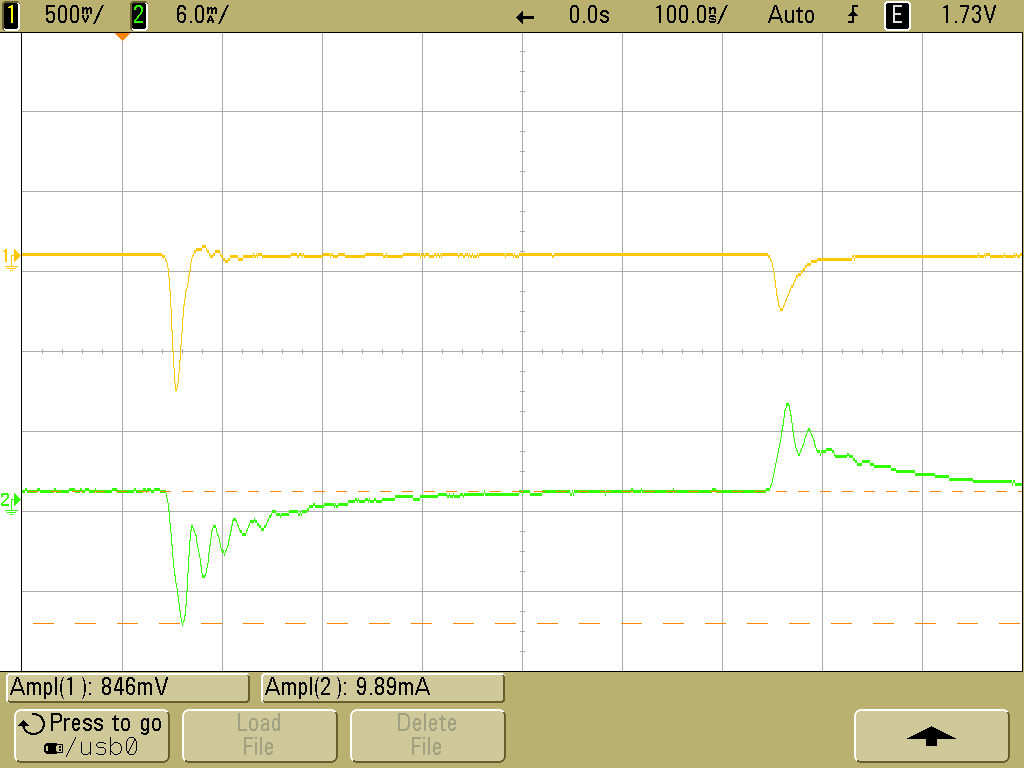 1 500mV/ 2 6.0mA/ 0.0s 100.0ns/ Auto E 1.73V
1
2
Ampl(1): 846mV Ampl(2): 9.89mA
Press to go Load Delete
/usb0 File File